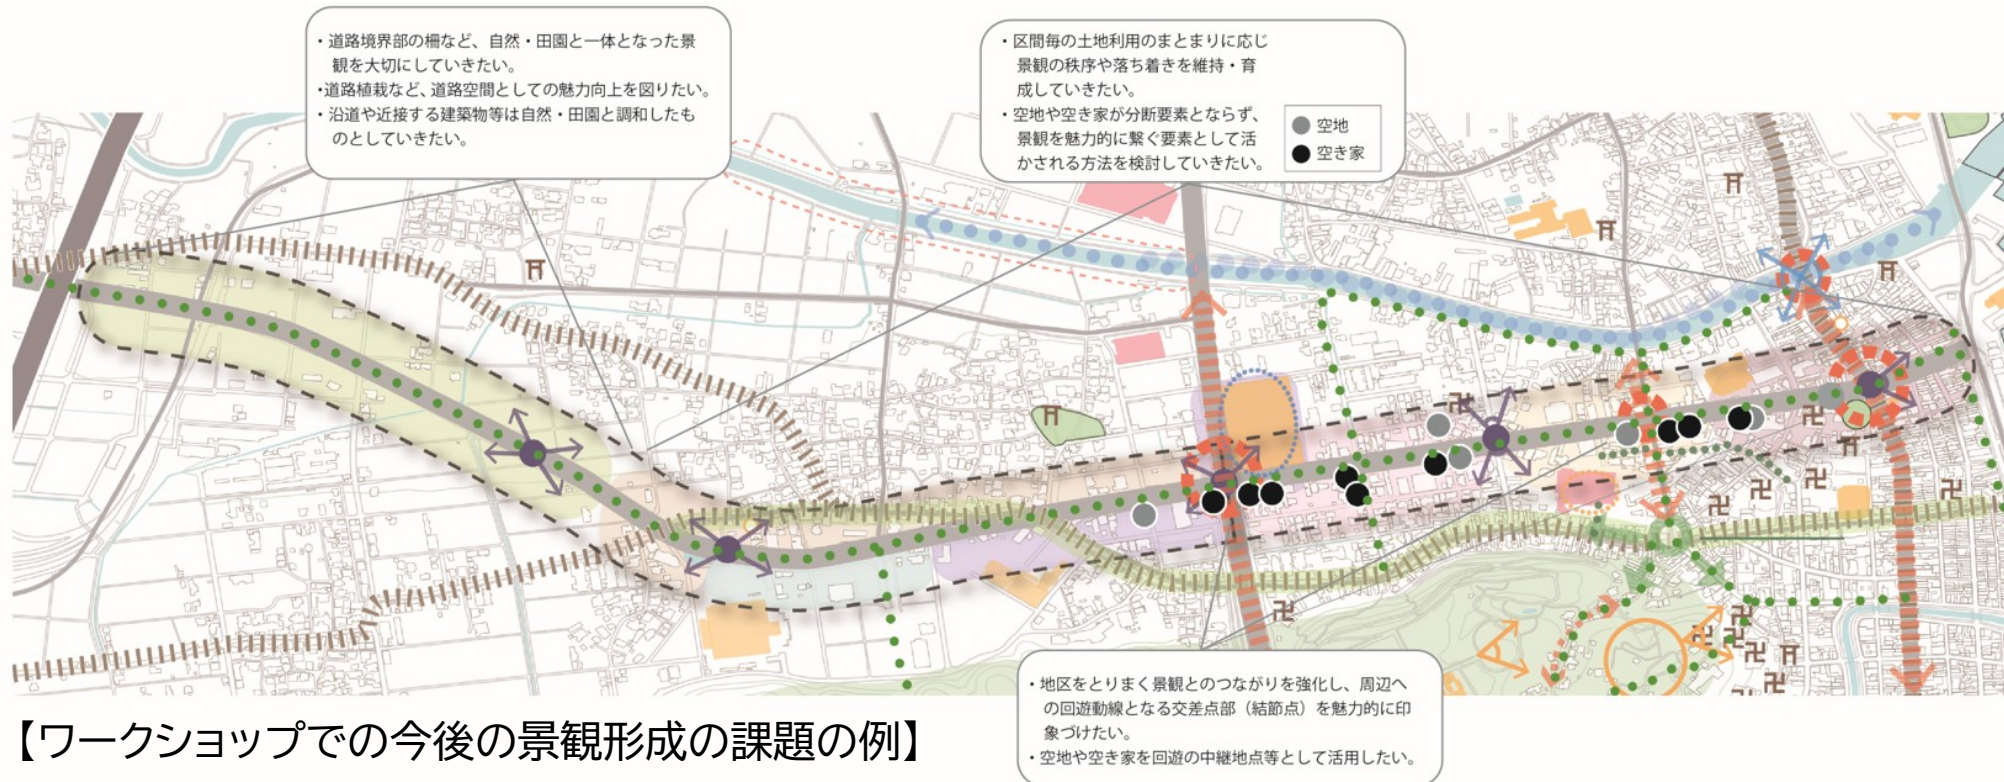 ・道路境界部の柵など、自然・田園と一体となった景
観を大切にしていきたい。
・道路植栽など、道路空間としての魅力向上を図りたい。
・沿道や近接する建築物等は自然・田園と調和したも
のとしていきたい。
・区間毎の土地利用のまとまりに応じ
景観の秩序や落ち着きを維持・育
成していきたい。
・空地や空き家が分断要素とならず、
景観を魅力的に繋ぐ要素として活
かされる方法を検討していきたい。
空地
空き家
・地区をとりまく景観とのつながりを強化し、周辺へ
の回遊動線となる交差点部（結節点）を魅力的に印
象づけたい。
・空地や空き家を回遊の中継地点等として活用したい。
【ワークショップでの今後の景観形成の課題の例】